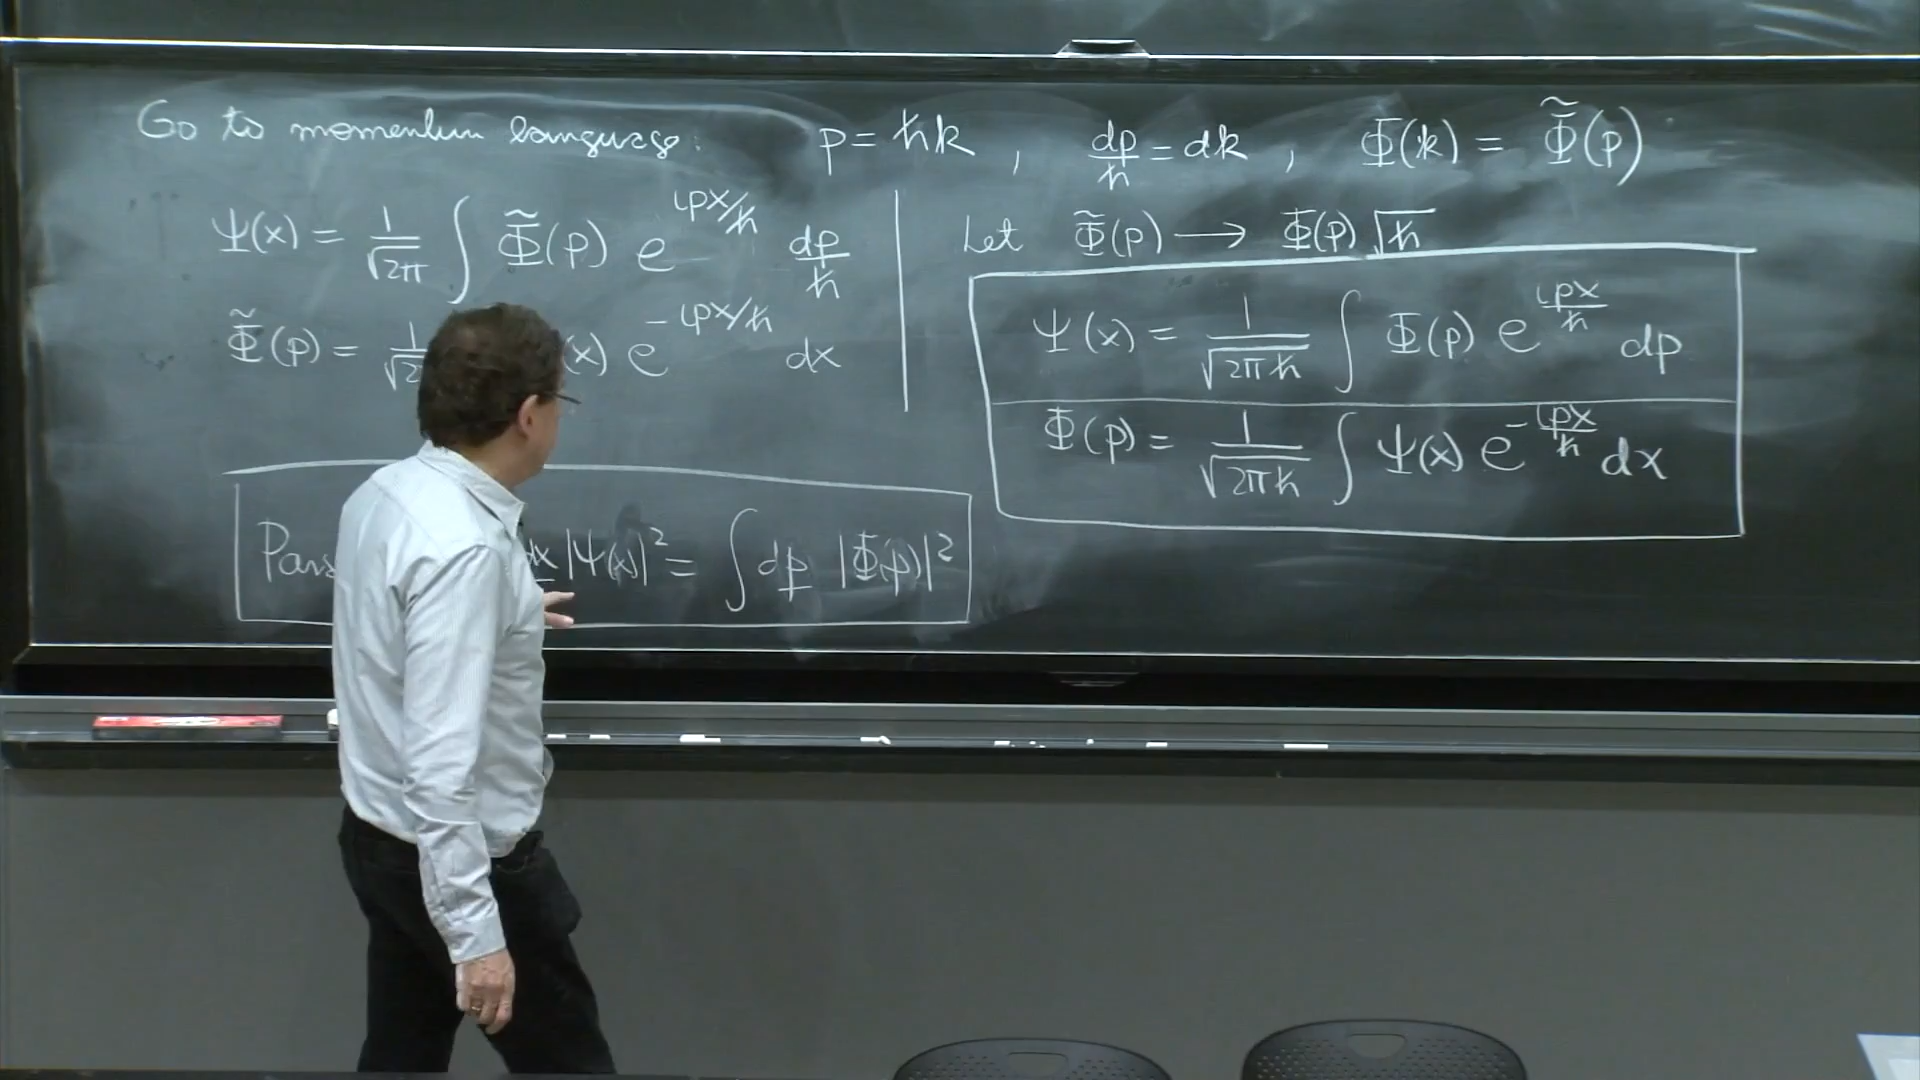 Go to momentum language: p = ħk , dp/ħ = dk , Φ(k) = Φ̃(p)
Ψ(x) = 1/√2π ∫ Φ̃(p) e^{ipx/ħ} dp/ħ
Φ̃(p) = (x) e^{-ipx/ħ} dx
Let Φ̃(p) → Φ(p) √ħ
Ψ(x) = 1/√2πħ ∫ Φ(p) e^{ipx/ħ} dp
Φ(p) = 1/√2πħ ∫ Ψ(x) e^{-ipx/ħ} dx
dx |Ψ(x)|² = ∫ dp |Φ(p)|²